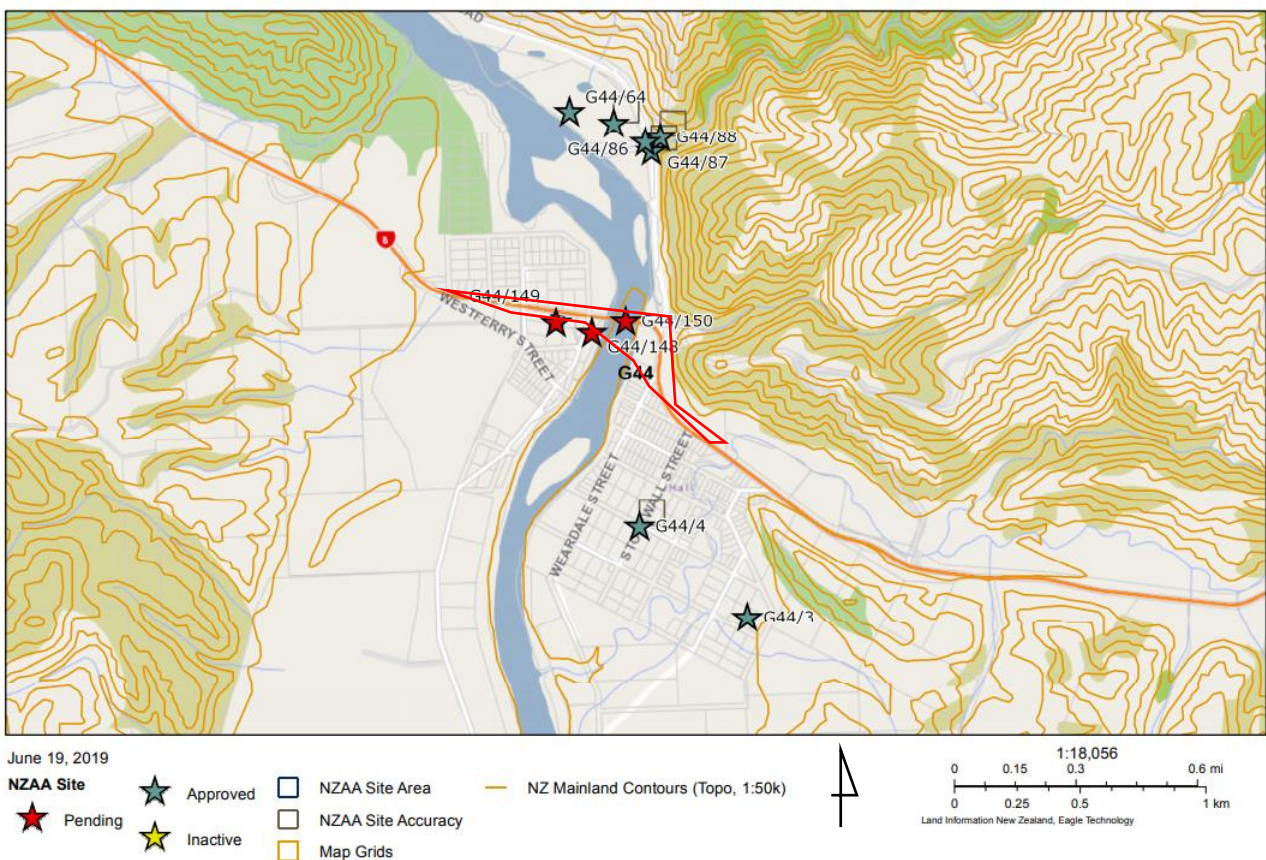 OAD
G44/64
G44/88
G44/86
G44/87
8
G44/149
G44/150
WESTFERRY STREET
G44/148
G44
WEARDALE STREET
WALL STREET
Hall
G44/4
G44/3
June 19, 2019
NZAA Site
Pending
Approved
Inactive
NZAA Site Area
NZAA Site Accuracy
Map Grids
NZ Mainland Contours (Topo, 1:50k)
1:18,056
0 0.15 0.3 0.6 mi
0 0.25 0.5 1 km
Land Information New Zealand, Eagle Technology